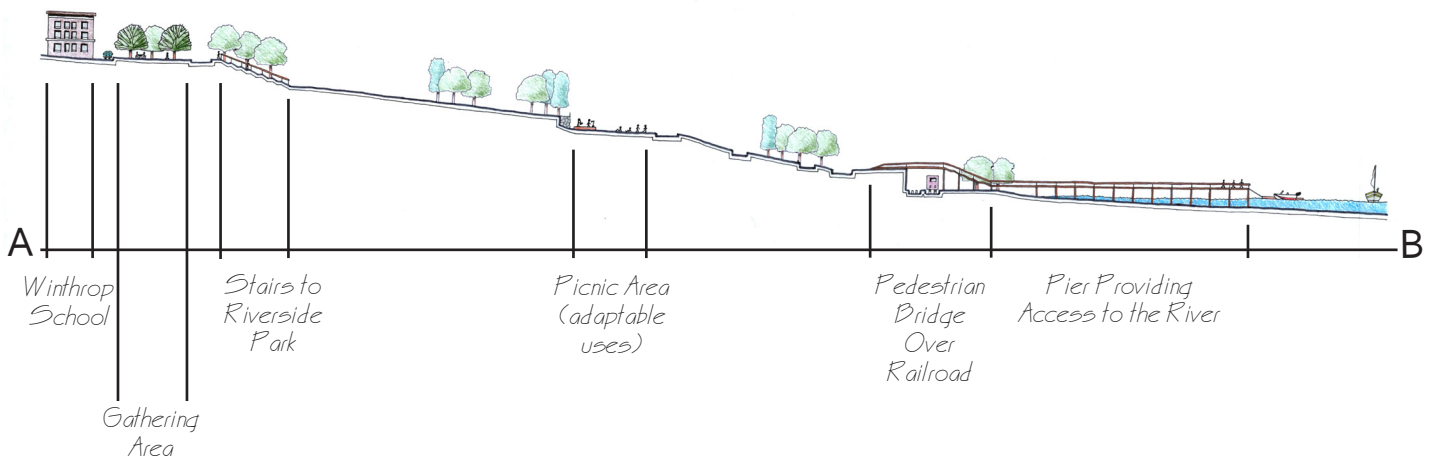 A
B
Winthrop
School
Gathering
Area
Stairs to
Riverside
Park
Picnic Area
(adaptable
uses)
Pedestrian
Bridge
Over
Railroad
Pier Providing
Access to the River